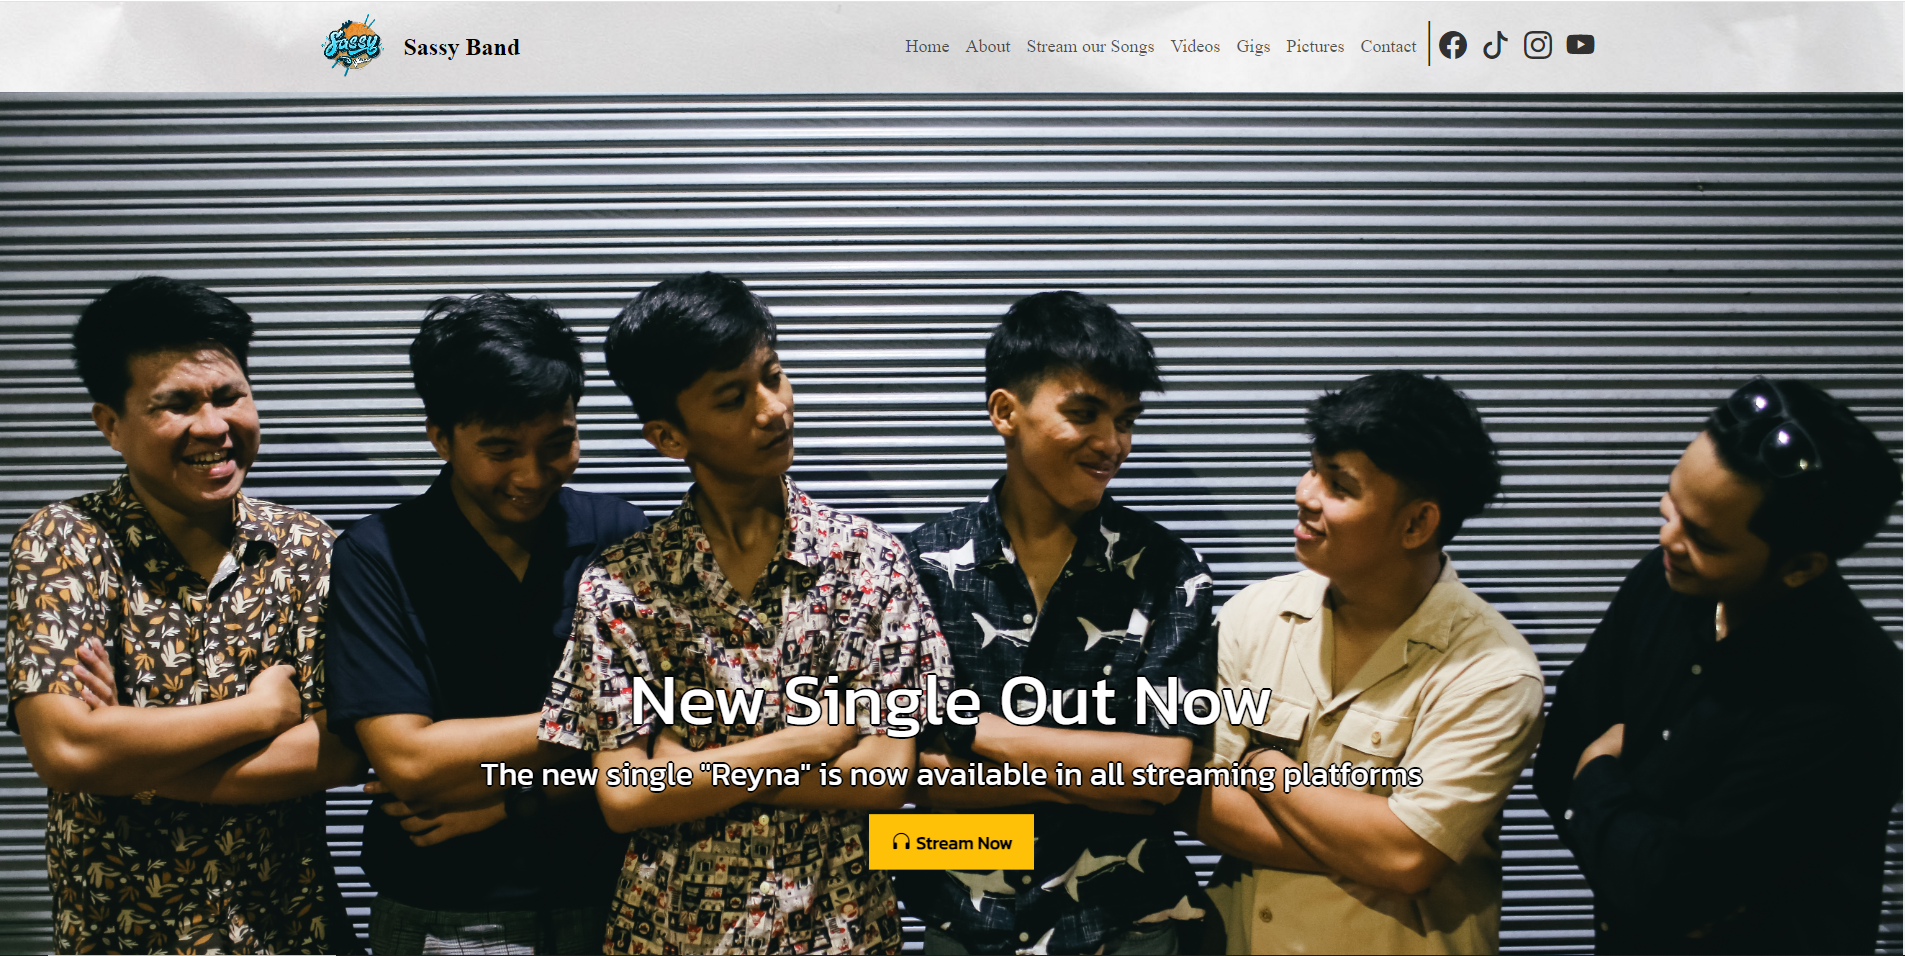 Sassy
Sassy Band
Home About Stream our Songs Videos Gigs Pictures Contact
New Single Out Now
The new single "Reyna" is now available in all streaming platforms
Stream Now